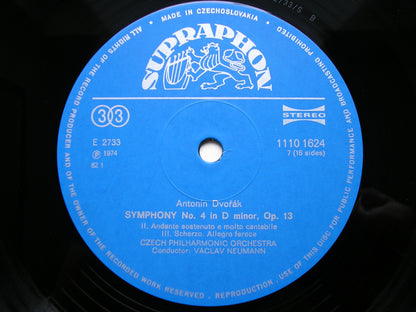 MADE IN CZECHOSLOVAKIA
ALL RIGHTS OF THE RECORD PRODUCER AND OF THE OWNER OF THE RECORDED WORK RESERVED . REPRODUCTION . USE OF THIS DISC FOR PUBLIC PERFORMANCE AND BROADCASTING PROHIBITED
SUPRAPHON
33
STEREO
E 2733
1110 1624
℗ 1974
7 (15 sides)
82 1
Antonín Dvořák
SYMPHONY No. 4 in D minor, Op. 13
II. Andante sostenuto e molto cantabile
III. Scherzo. Allegro feroce
CZECH PHILHARMONIC ORCHESTRA
Conductor: VÁCLAV NEUMANN